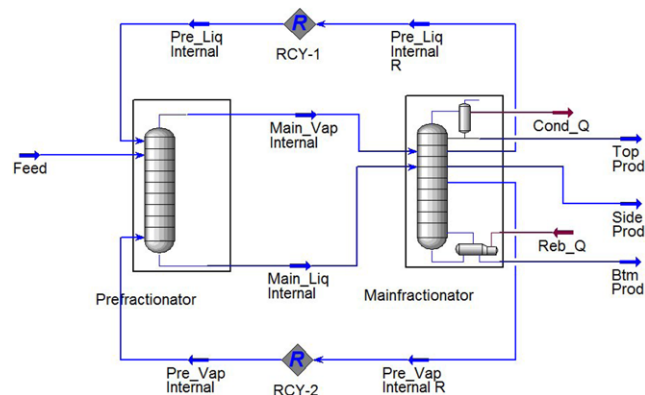 R
Pre_Liq
Internal
RCY-1
Pre_Liq
Internal
R
Main_Vap
Internal
Cond_Q
Top
Prod
Feed
Side
Prod
Reb_Q
Main_Liq
Internal
Btm
Prod
Prefractionator
Mainfractionator
R
Pre_Vap
Internal
RCY-2
Pre_Vap
Internal R